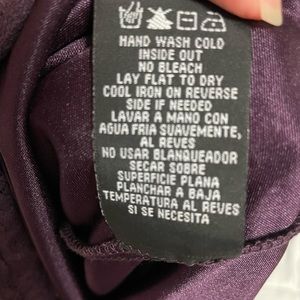 HAND WASH COLD
INSIDE OUT
NO BLEACH
LAY FLAT TO DRY
COOL IRON ON REVERSE
SIDE IF NEEDED
LAVAR A MANO CON
AGUA FRIA SUAVEMENTE,
AL REVES
NO USAR BLANQUEADOR
SECAR SOBRE
SUPERFICIE PLANA
PLANCHAR A BAJA
TEMPERATURA AL REVES
SI SE NECESITA